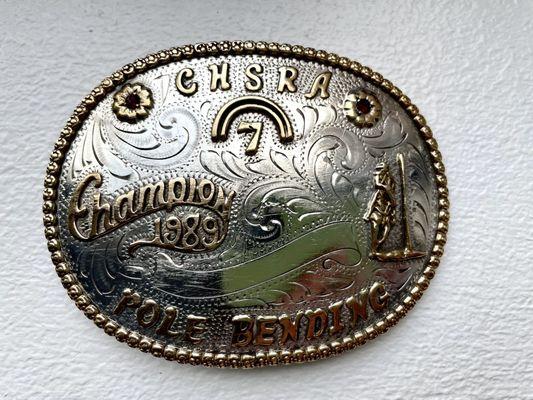 CHSRA
7
Champion
1989
POLE BENDING